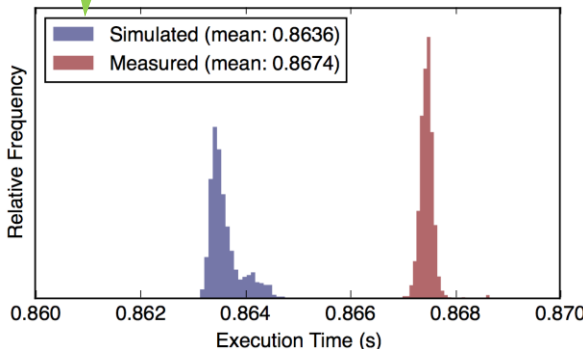 Simulated (mean: 0.8636)
Measured (mean: 0.8674)
Relative Frequency
0.860 0.862 0.864 0.866 0.868 0.870
Execution Time (s)